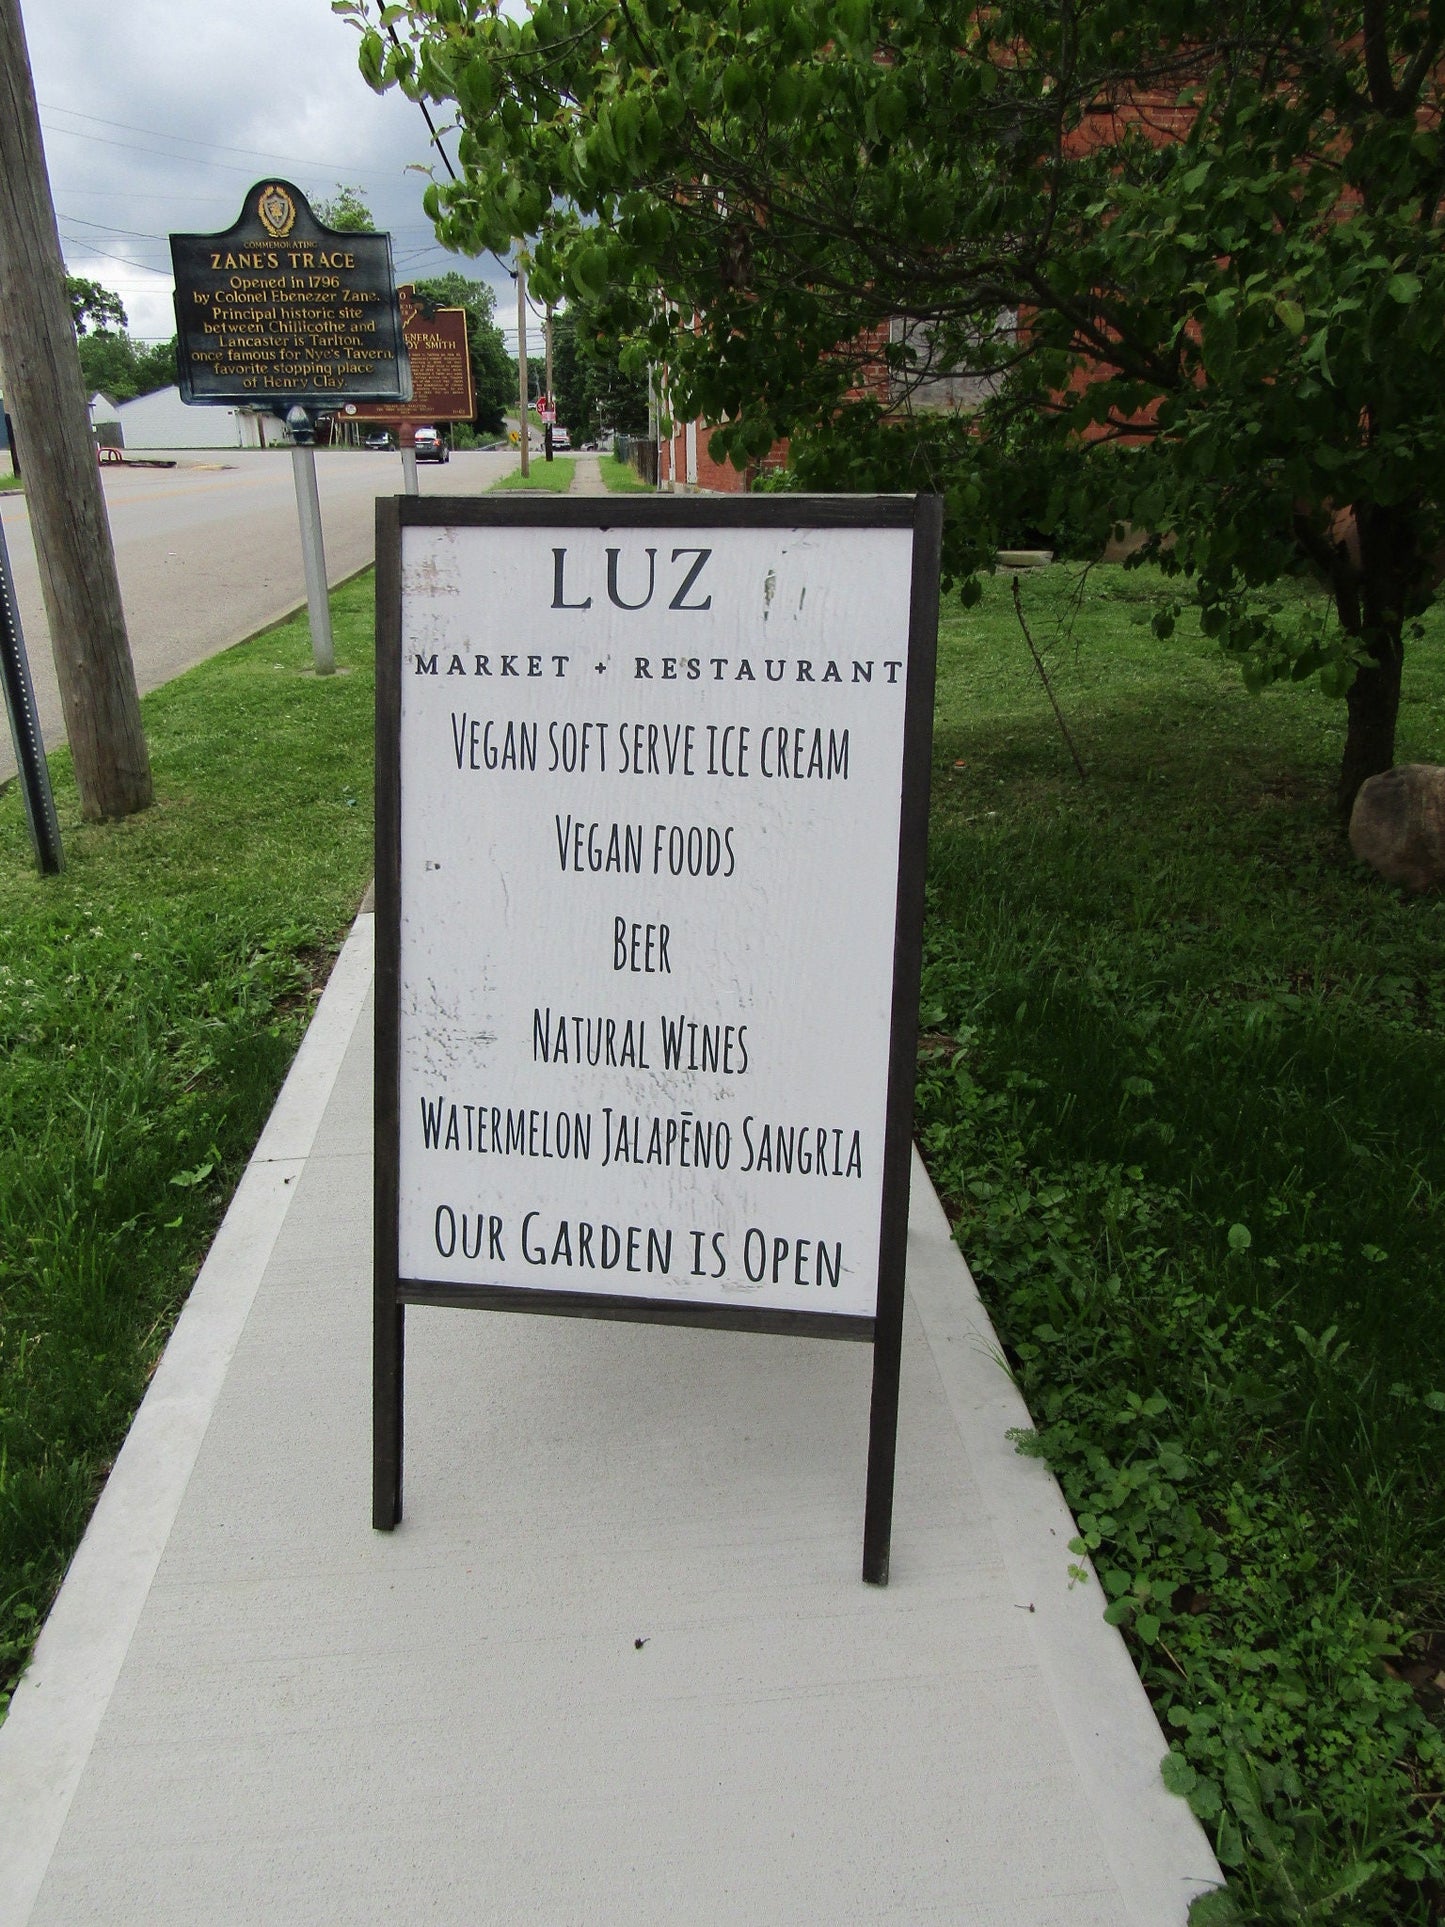 COMMEMORATING
ZANE'S TRACE
Opened in 1796
by Colonel Ebenezer Zane.
Principal historic site
between Chillicothe and
Lancaster is Tarlton,
once famous for Nye's Tavern,
favorite stopping place
of Henry Clay.
SMITH
LUZ
MARKET + RESTAURANT
VEGAN SOFT SERVE ICE CREAM
VEGAN FOODS
BEER
NATURAL WINES
WATERMELON JALAPĒNO SANGRIA
OUR GARDEN IS OPEN